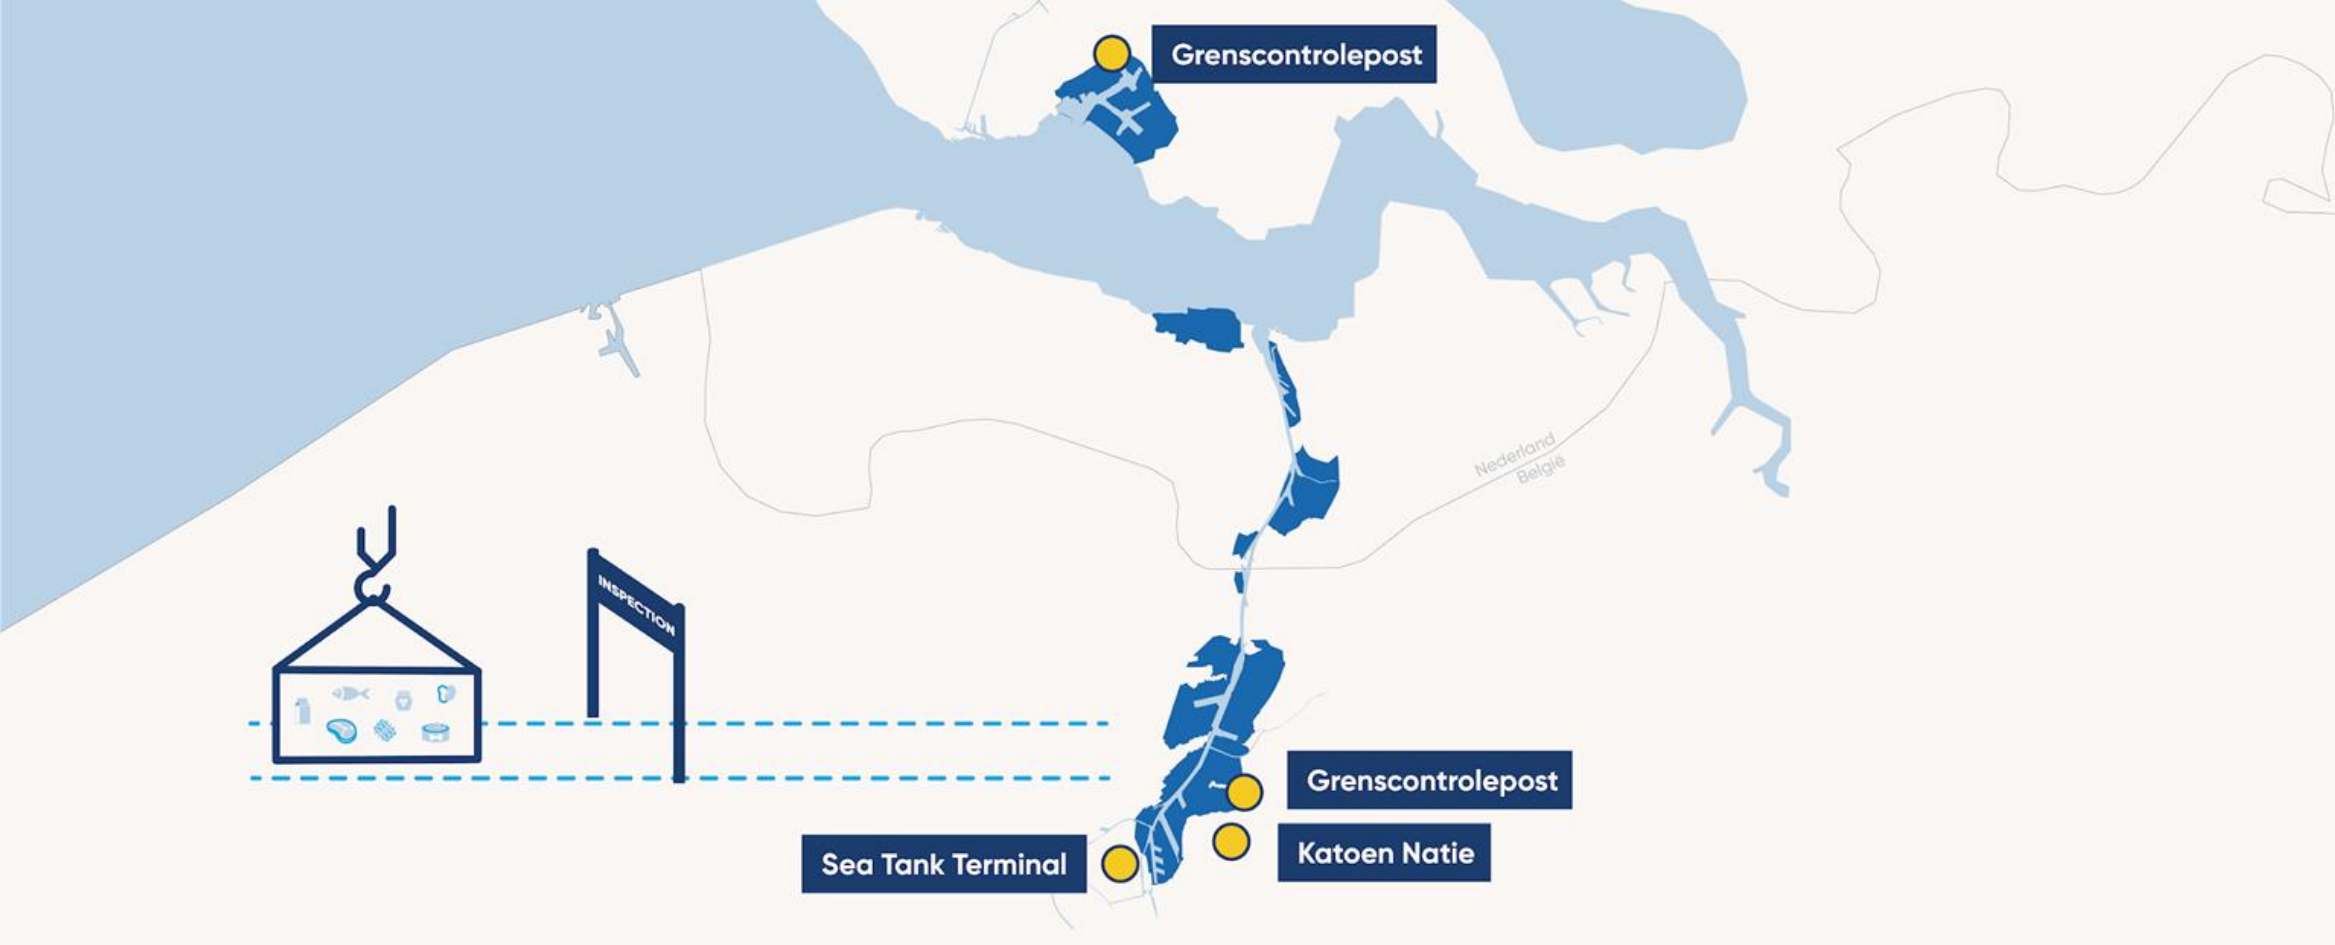 Grenscontrolepost
Nederland
België
INSPECTION
Grenscontrolepost
Katoen Natie
Sea Tank Terminal